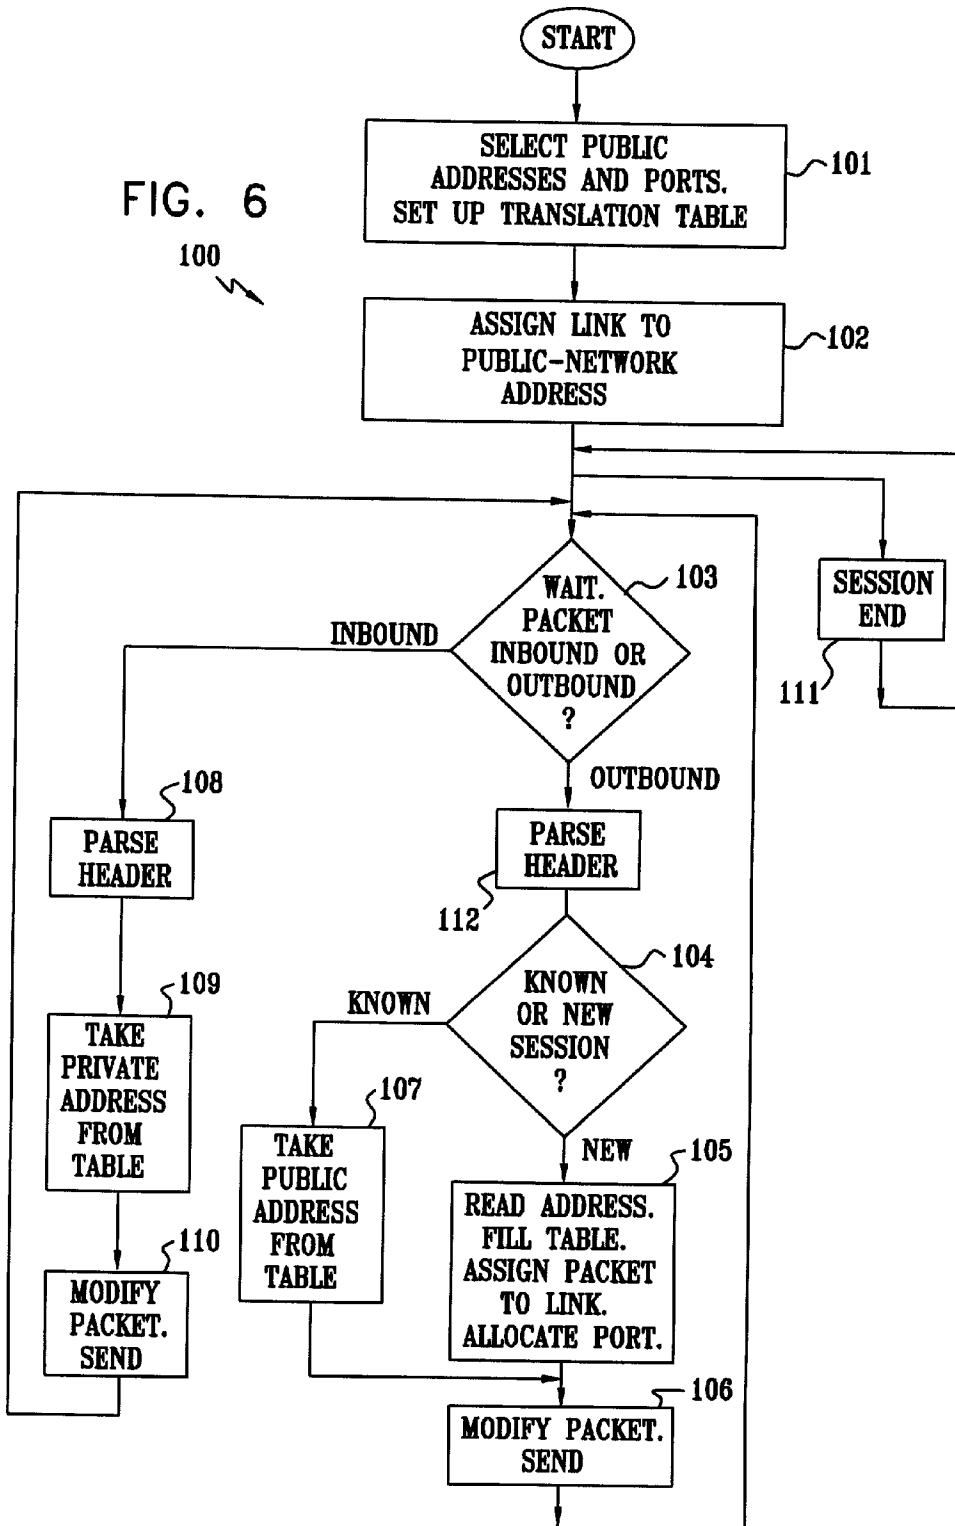 START
SELECT PUBLIC
ADDRESSES AND PORTS.
SET UP TRANSLATION TABLE
101
FIG. 6
100
ASSIGN LINK TO
PUBLIC-NETWORK
ADDRESS
102
WAIT.
PACKET
INBOUND OR
OUTBOUND
?
103
INBOUND
SESSION
END
111
OUTBOUND
108
PARSE
HEADER
PARSE
HEADER
112
KNOWN
OR NEW
SESSION
?
104
KNOWN
109
TAKE
PRIVATE
ADDRESS
FROM
TABLE
107
TAKE
PUBLIC
ADDRESS
FROM
TABLE
NEW
105
READ ADDRESS.
FILL TABLE.
ASSIGN PACKET
TO LINK.
ALLOCATE PORT.
110
MODIFY
PACKET.
SEND
106
MODIFY PACKET.
SEND